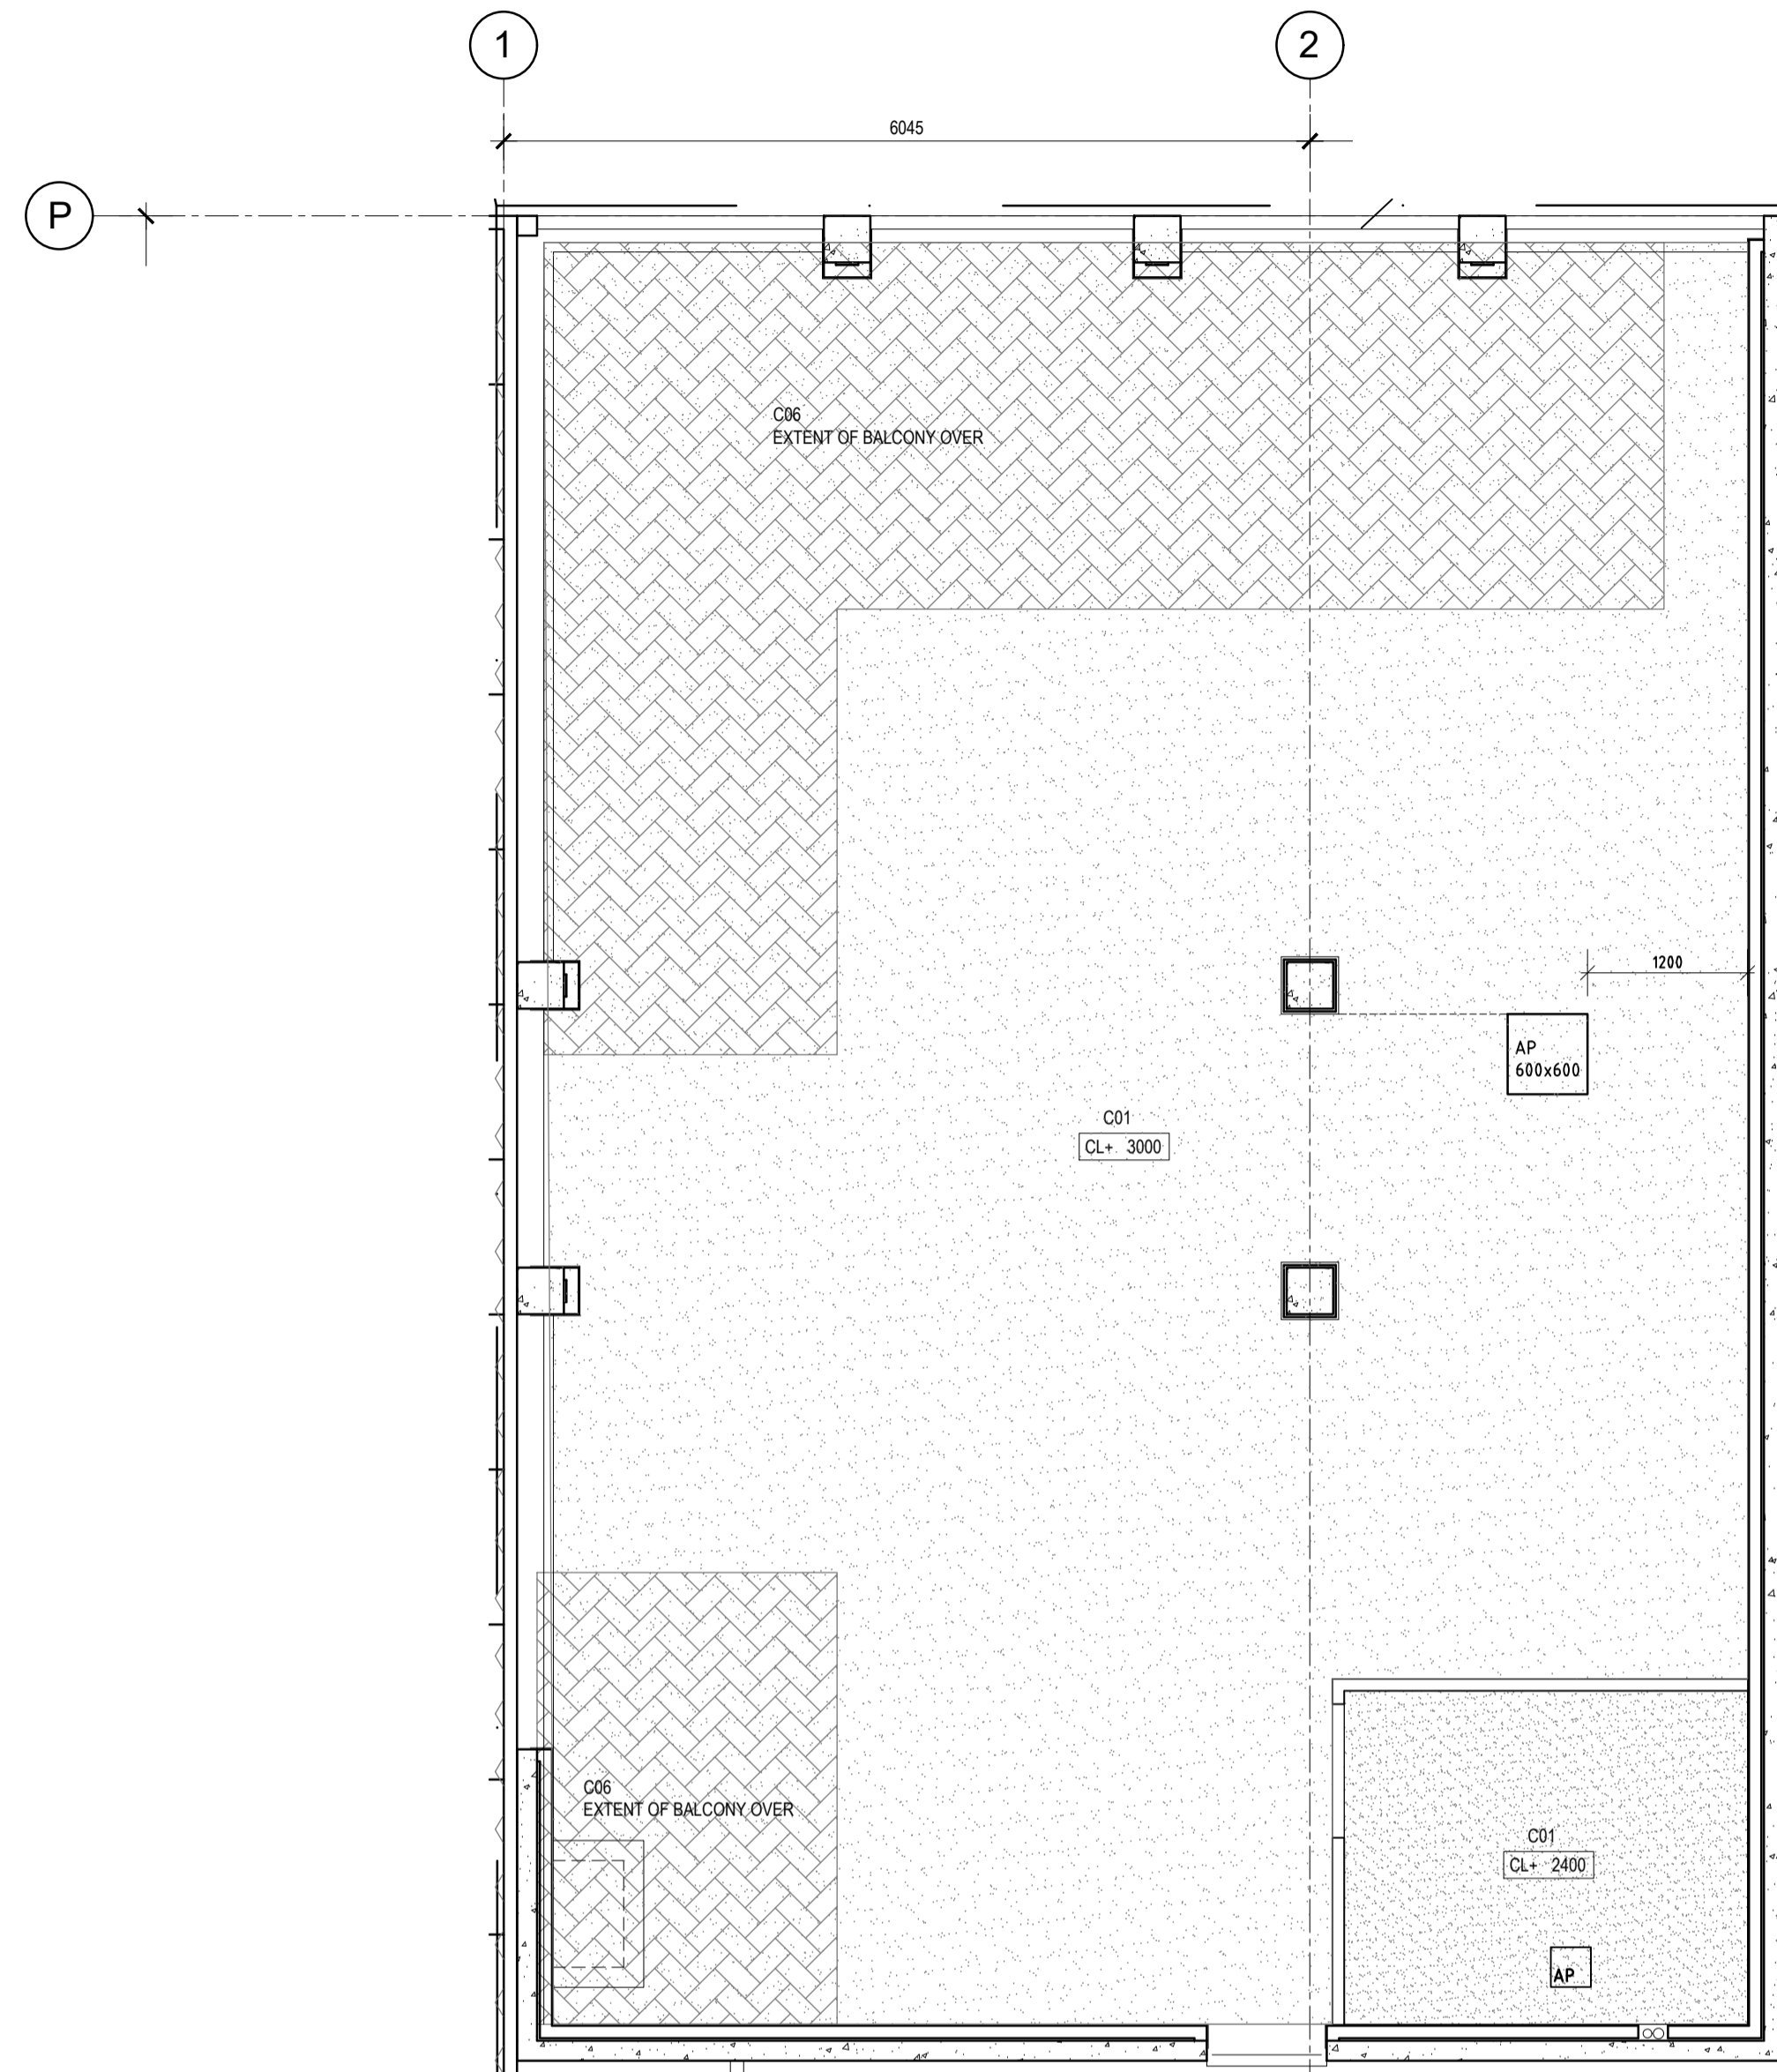 1
2
6045
P
C06
EXTENT OF BALCONY OVER
1200
AP
600x600
C01
CL+ 3000
C06
EXTENT OF BALCONY OVER
C01
CL+ 2400
AP